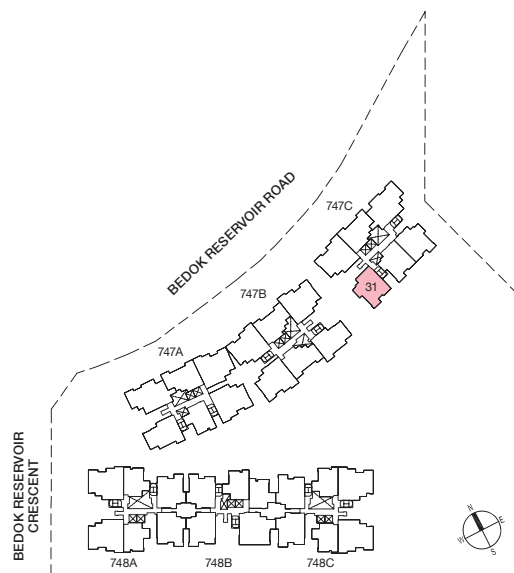 747C
BEDOK RESERVOIR ROAD
31
747B
747A
BEDOK RESERVOIR
CRESCENT
N
E
W
S
748A
748B
748C